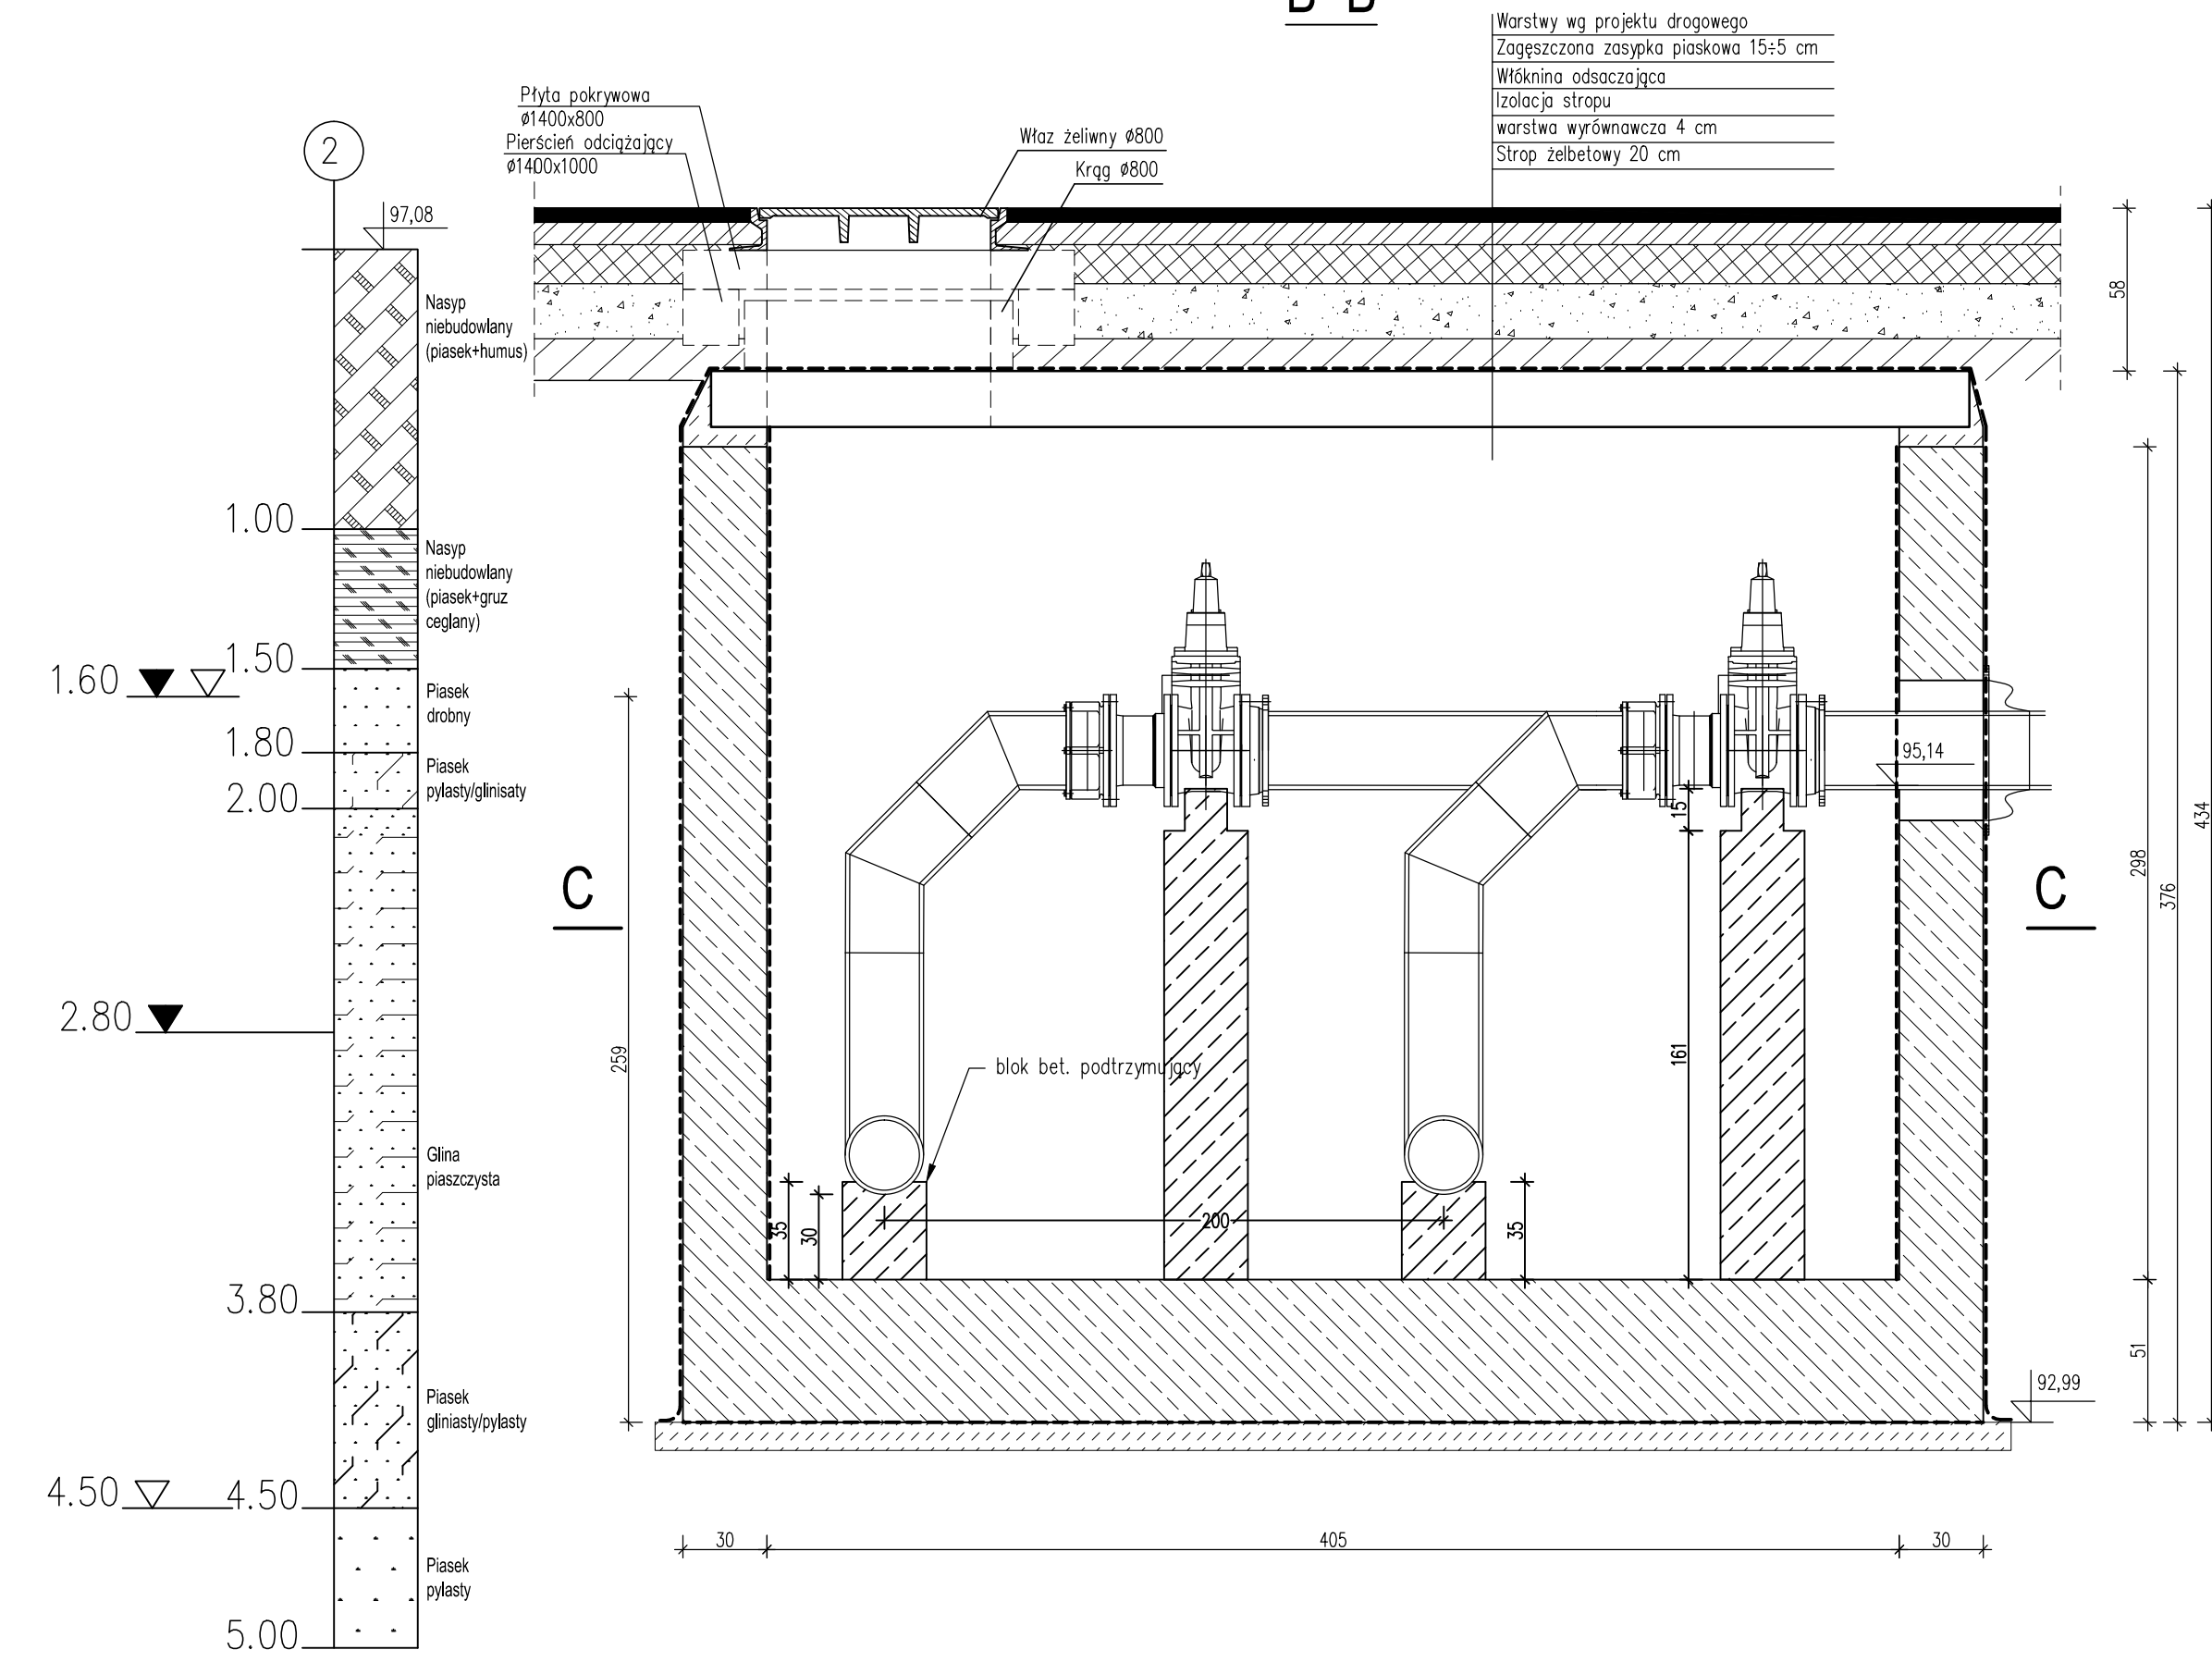 B-B
Warstwy wg projektu drogowego
Zagęszczona zasypka piaskowa 15÷5 cm
Włóknina odsaczająca
Izolacja stropu
warstwa wyrównawcza 4 cm
Strop żelbetowy 20 cm
Płyta pokrywowa
ø1400x800
Pierścień odciążający
ø1400x1000
Właz żeliwny ø800
Krąg ø800
2
97,08
Nasyp
niebudowlany
(piasek+humus)
1.00
Nasyp
niebudowlany
(piasek+gruz
ceglany)
1.50
1.60
Piasek
drobny
1.80
Piasek
pylasty/glinisaty
2.00
2.80
Glina
piaszczysta
3.80
Piasek
gliniasty/pylasty
4.50
4.50
Piasek
pylasty
5.00
C
C
259
blok bet. podtrzymujący
35
30
200
35
161
15
95,14
58
298
376
434
51
92,99
30
405
30